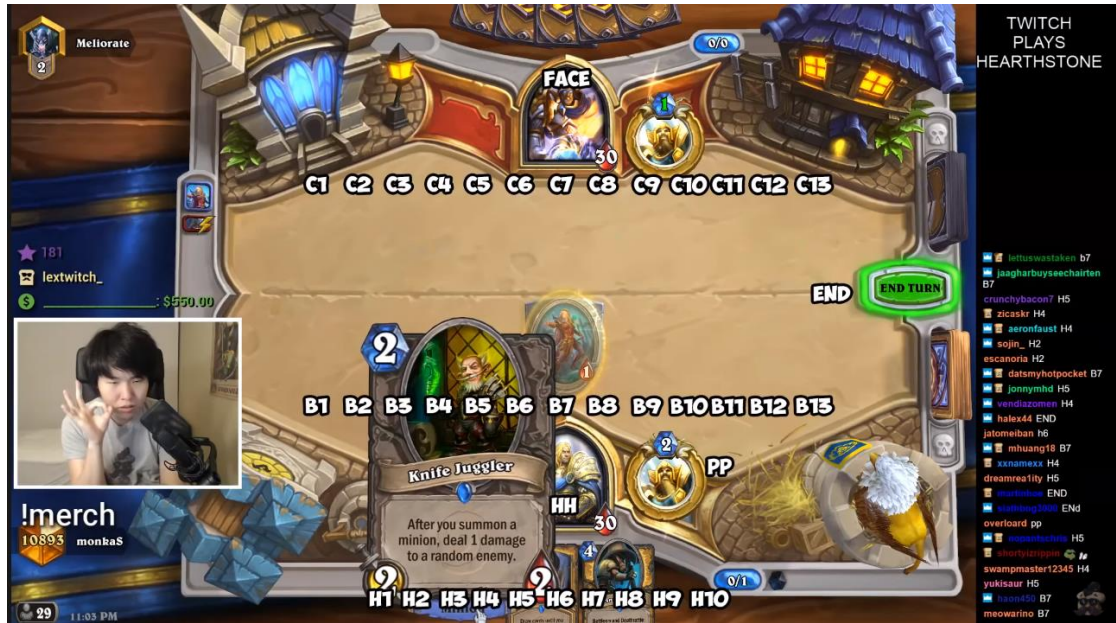 TWITCH
PLAYS
HEARTHSTONE
Meliorate
2
0/0
FACE
1
30
C1 C2 C3 C4 C5 C6 C7 C8 C9 C10 C11 C12 C13
181
lextwitch_
: $550.00
END
END TURN
2
1
B1 B2 B3 B4 B5 B6 B7 B8 B9 B10 B11 B12 B13
Knife Juggler
After you summon a
minion, deal 1 damage
to a random enemy.
2
2
HH
30
2
PP
4
0/1
H1 H2 H3 H4 H5 H6 H7 H8 H9 H10
!merch
10893 monkaS
29 11:03 PM
lettuswastaken b7
jaagharbuyseechairten
B7
crunchybacon7 H5
zicaskr H4
aeronfaust H4
sojin_ H2
escanoria H2
datsmyhotpocket B7
jonnymhd H5
vendiazomen H4
halex44 END
jatomeiban h6
mhuang18 B7
xxnamexx H4
dreamrea1ity H5
END
ENd
overloard pp
H5
shortyizrippin
swampmaster12345 H4
yukisaur H5
haon450 B7
meowarino B7